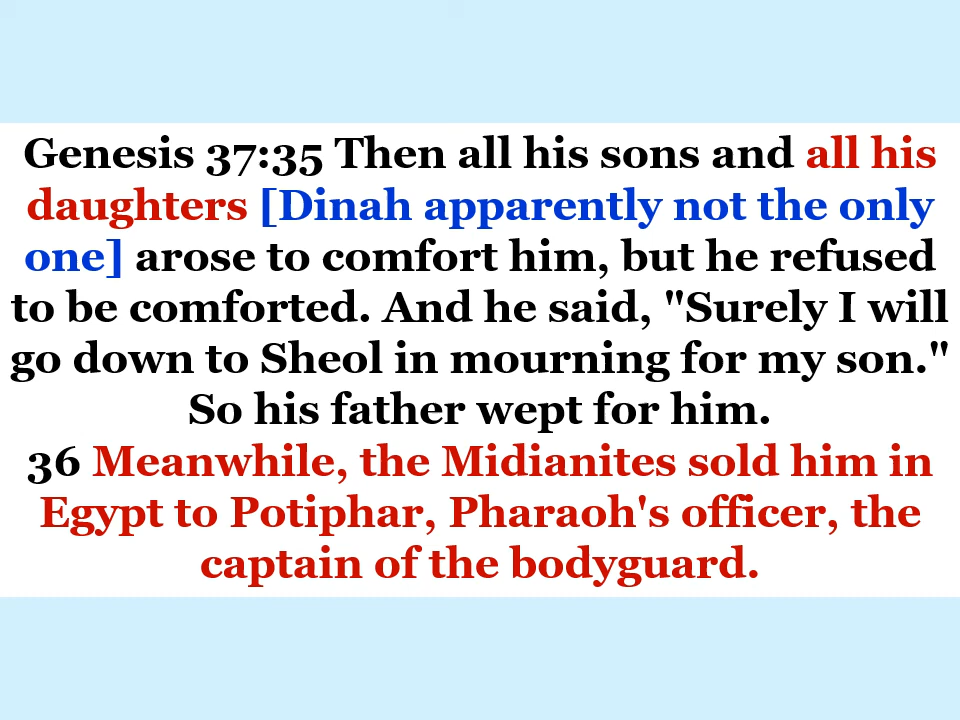 Genesis 37:35 Then all his sons and all his
daughters [Dinah apparently not the only
one] arose to comfort him, but he refused
to be comforted. And he said, "Surely I will
go down to Sheol in mourning for my son."
So his father wept for him.
36 Meanwhile, the Midianites sold him in
Egypt to Potiphar, Pharaoh's officer, the
captain of the bodyguard.